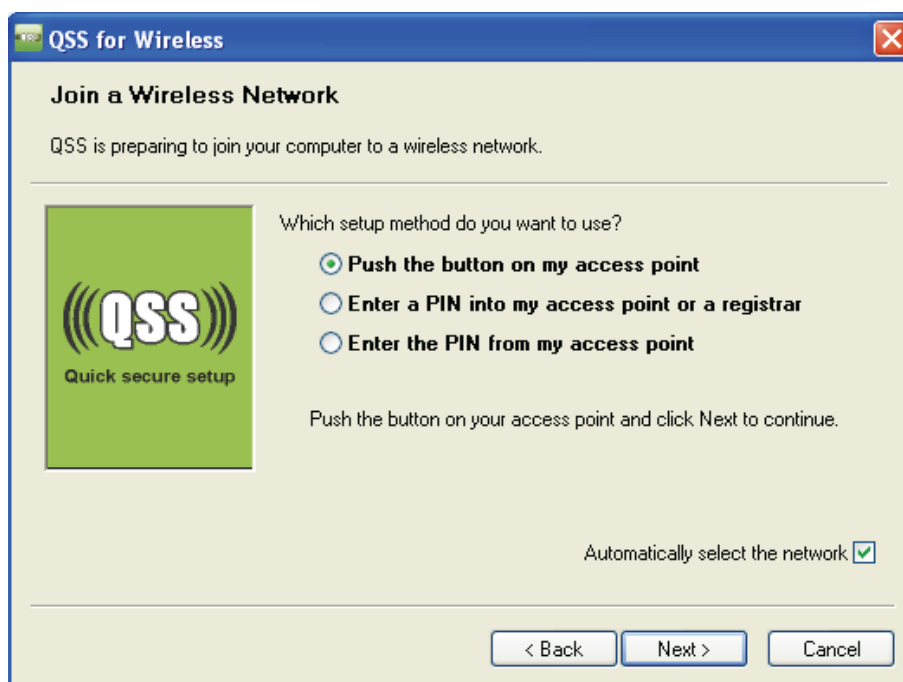 QSS for Wireless
Join a Wireless Network
QSS is preparing to join your computer to a wireless network.
Which setup method do you want to use?
Push the button on my access point
Enter a PIN into my access point or a registrar
Enter the PIN from my access point
QSS
Quick secure setup
Push the button on your access point and click Next to continue.
Automatically select the network
< Back
Next >
Cancel